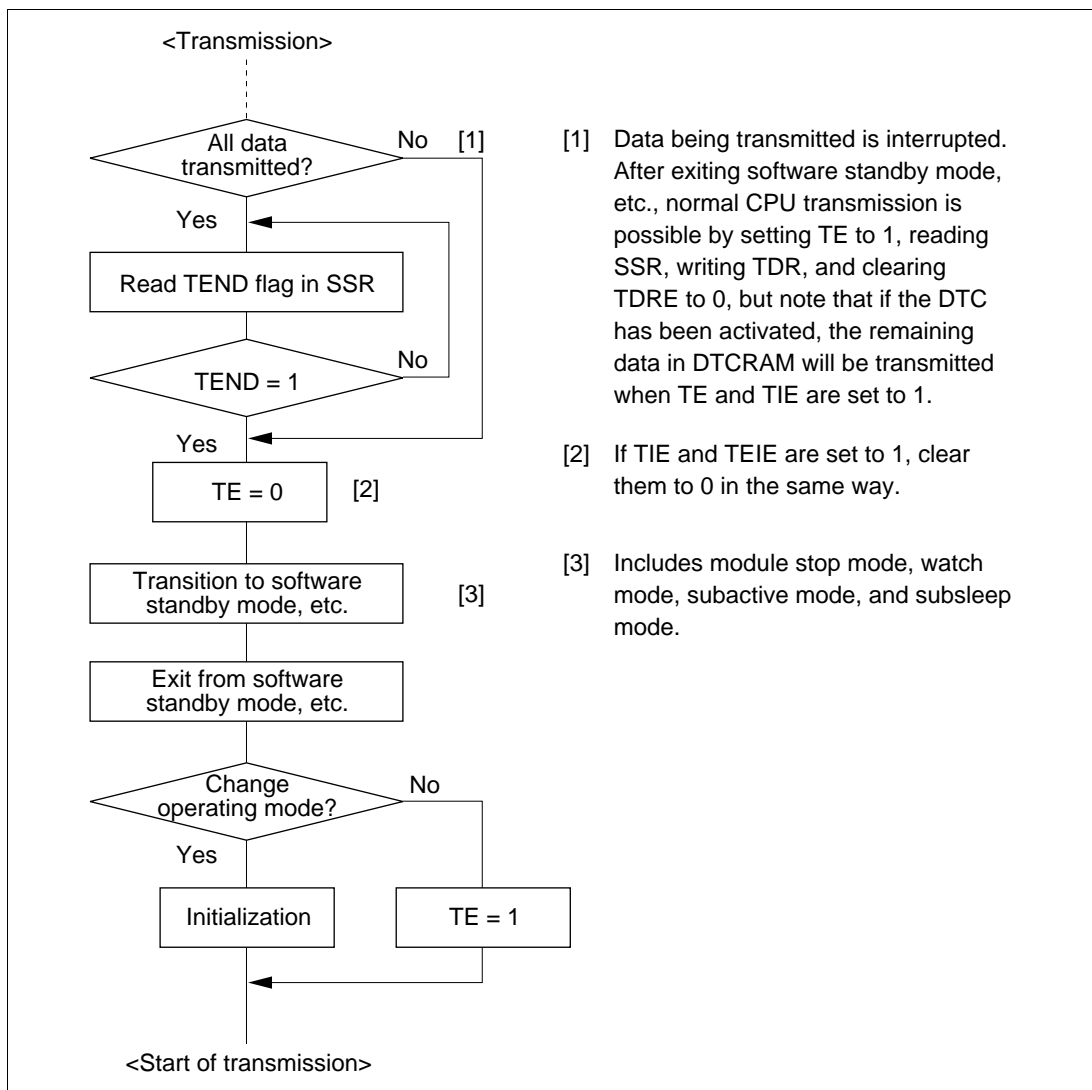 <Transmission>
All data
transmitted?
No
[1]
Yes
Read TEND flag in SSR
TEND = 1
No
Yes
TE = 0
[2]
Transition to software
standby mode, etc.
[3]
Exit from software
standby mode, etc.
Change
operating mode?
No
Yes
Initialization
TE = 1
<Start of transmission>
[1] Data being transmitted is interrupted.
After exiting software standby mode,
etc., normal CPU transmission is
possible by setting TE to 1, reading
SSR, writing TDR, and clearing
TDRE to 0, but note that if the DTC
has been activated, the remaining
data in DTCRAM will be transmitted
when TE and TIE are set to 1.
[2] If TIE and TEIE are set to 1, clear
them to 0 in the same way.
[3] Includes module stop mode, watch
mode, subactive mode, and subsleep
mode.